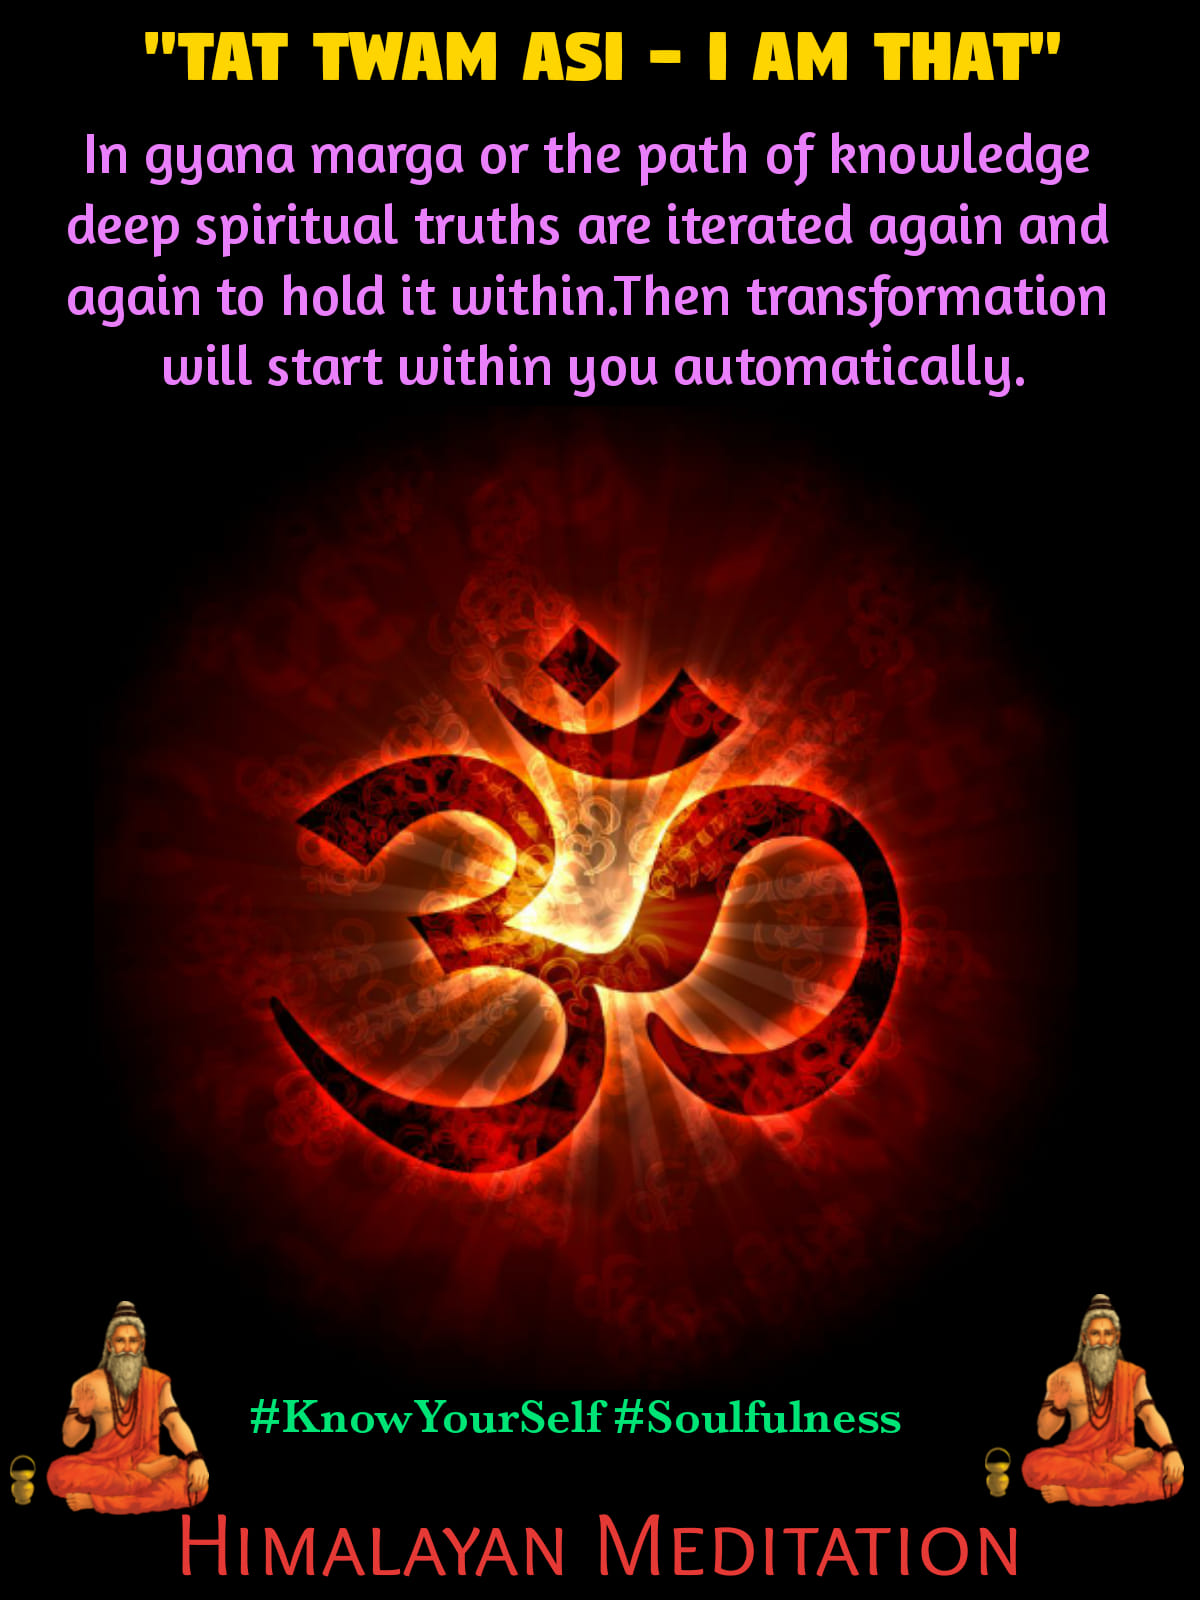 "TAT TWAM ASI - I AM THAT"
In gyana marga or the path of knowledge
deep spiritual truths are iterated again and
again to hold it within.Then transformation
will start within you automatically.
ॐ
#KnowYourSelf #Soulfulness
HIMALAYAN MEDITATION